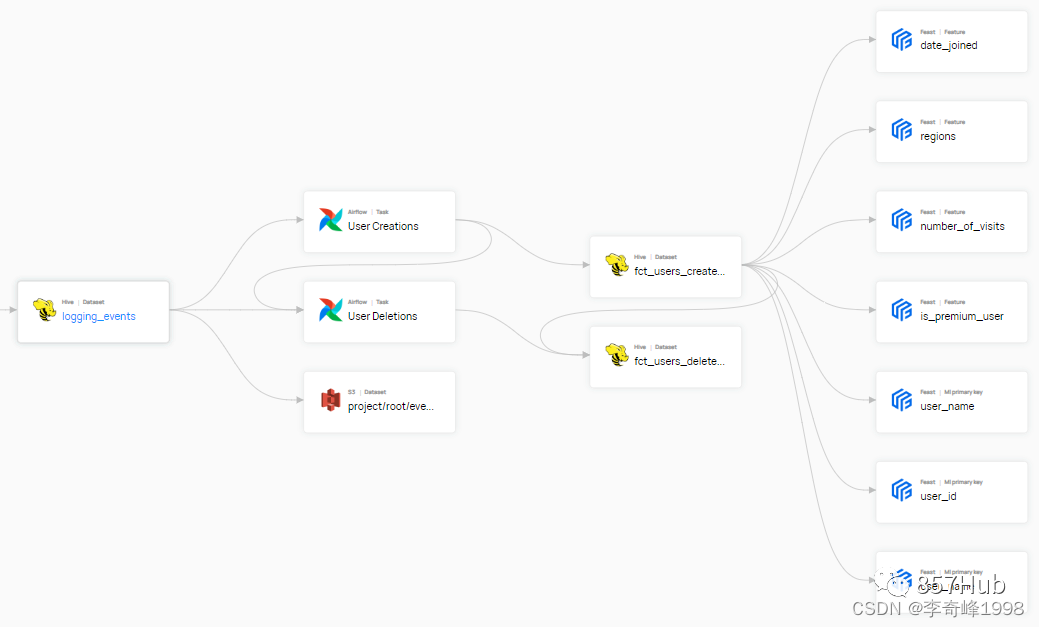 Hive | Dataset
logging_events
Airflow | Task
User Creations
Airflow | Task
User Deletions
S3 | Dataset
project/root/eve...
Hive | Dataset
fct_users_create...
Hive | Dataset
fct_users_delete...
Feast | Feature
date_joined
Feast | Feature
regions
Feast | Feature
number_of_visits
Feast | Feature
is_premium_user
Feast | Ml primary key
user_name
Feast | Ml primary key
user_id
Feast | Ml primary key
857Hub
CSDN @李奇峰1998